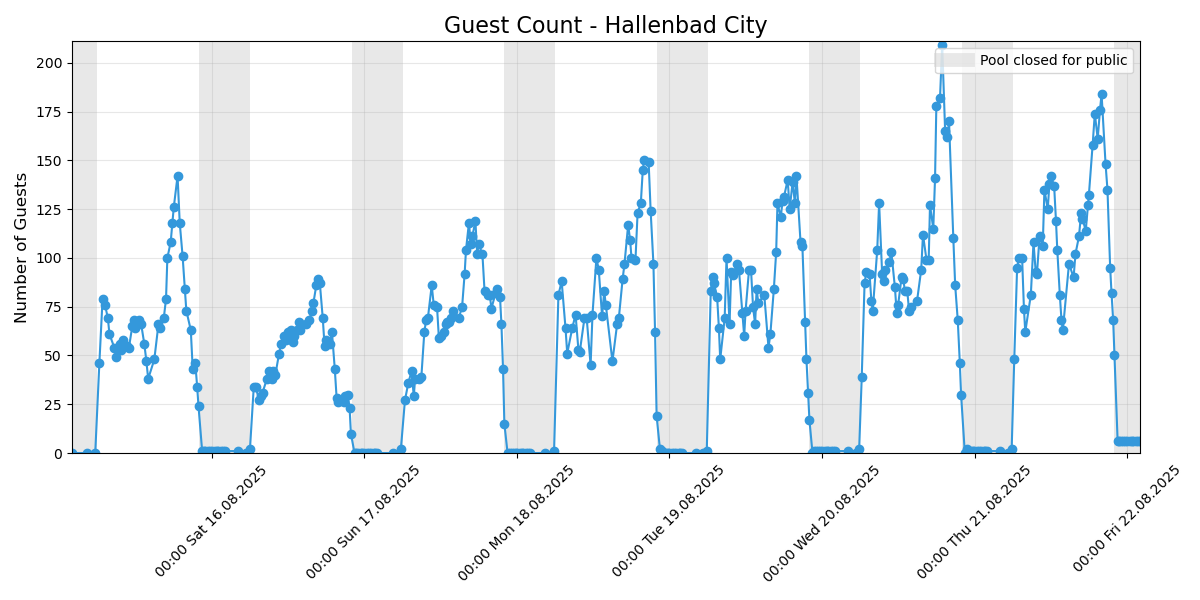 Guest Count - Hallenbad City
Pool closed for public
Number of Guests
200
175
150
125
100
75
50
25
0
00:00 Sat 16.08.2025
00:00 Sun 17.08.2025
00:00 Mon 18.08.2025
00:00 Tue 19.08.2025
00:00 Wed 20.08.2025
00:00 Thu 21.08.2025
00:00 Fri 22.08.2025